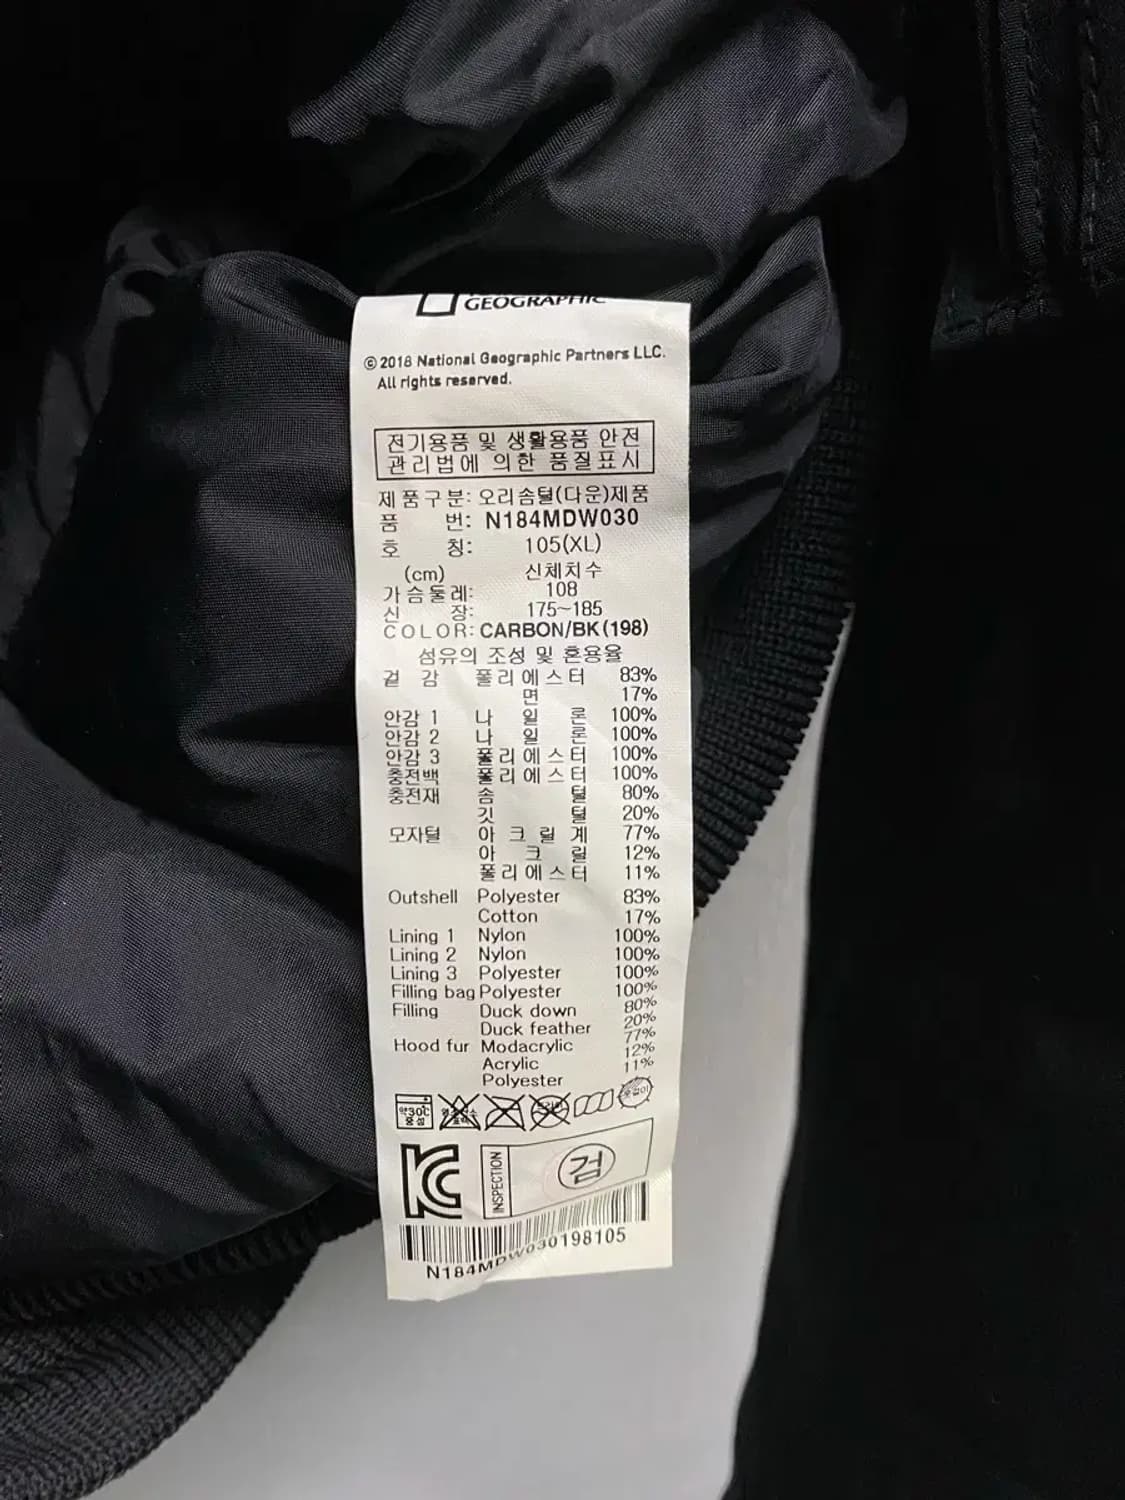 GEOGRAPHIC
© 2018 National Geographic Partners LLC.
All rights reserved.
전기용품 및 생활용품 안전
관리법에 의한 품질표시
제품구분: 오리솜털(다운)제품
품 번: N184MDW030
호 칭: 105(XL)
(cm) 신체치수
가슴둘레: 108
신 장: 175~185
COLOR: CARBON/BK(198)
섬유의 조성 및 혼용율
겉 감 폴리에스터 83%
면 17%
안감 1 나 일 론 100%
안감 2 나 일 론 100%
안감 3 폴리에스터 100%
충전백 폴리에스터 100%
충전재 솜 털 80%
깃 털 20%
모자털 아 크 릴 계 77%
아 크 릴 12%
폴리에스터 11%
Outshell Polyester 83%
Cotton 17%
Lining 1 Nylon 100%
Lining 2 Nylon 100%
Lining 3 Polyester 100%
Filling bag Polyester 100%
Filling Duck down 80%
Duck feather 20%
Hood fur Modacrylic 77%
Acrylic 12%
Polyester 11%
약30℃
중성
뉘걸이
INSPECTION
검
N184MDW030198105